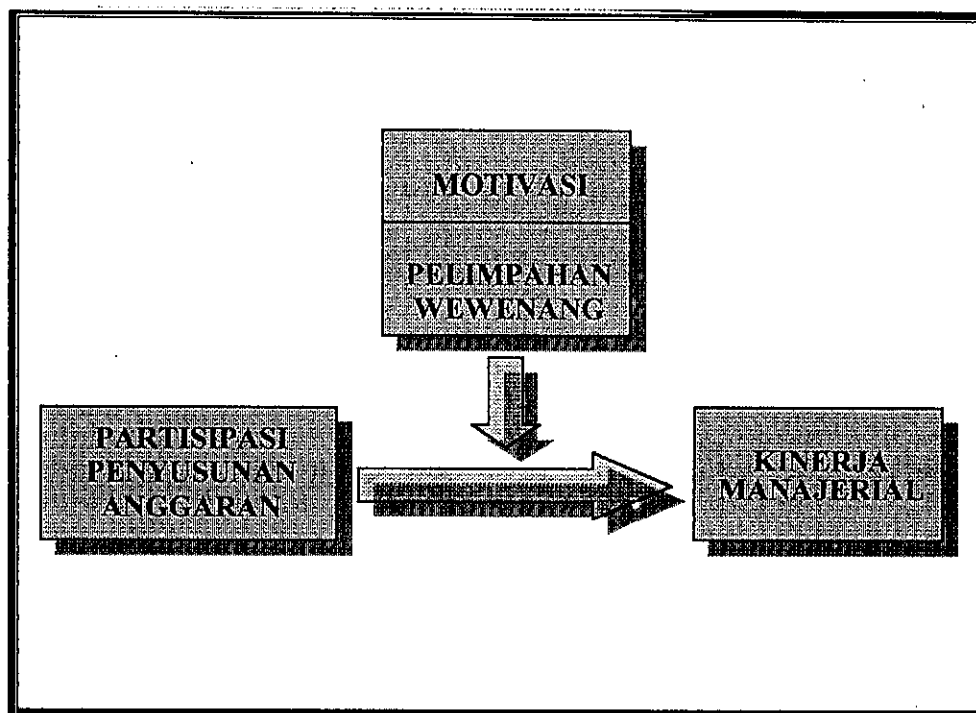 MOTIVASI
PELIMPAHAN
WEWENANG
PARTISIPASI
PENYUSUNAN
ANGGARAN
KINERJA
MANAJERIAL